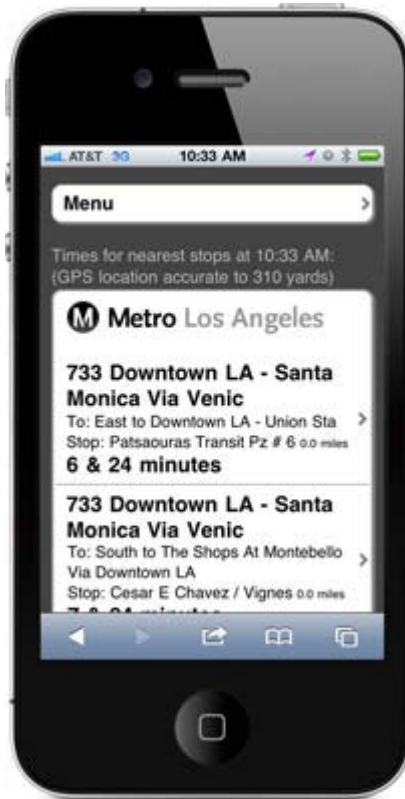 AT&T 3G 10:33 AM
Menu
Times for nearest stops at 10:33 AM:
(GPS location accurate to 310 yards)
M Metro Los Angeles
733 Downtown LA - Santa
Monica Via Venic
To: East to Downtown LA - Union Sta
Stop: Patsaouras Transit Pz # 6 0.0 miles
6 & 24 minutes
733 Downtown LA - Santa
Monica Via Venic
To: South to The Shops At Montebello
Via Downtown LA
Stop: Cesar E Chavez / Vignes 0.0 miles
7 & 24 minutes